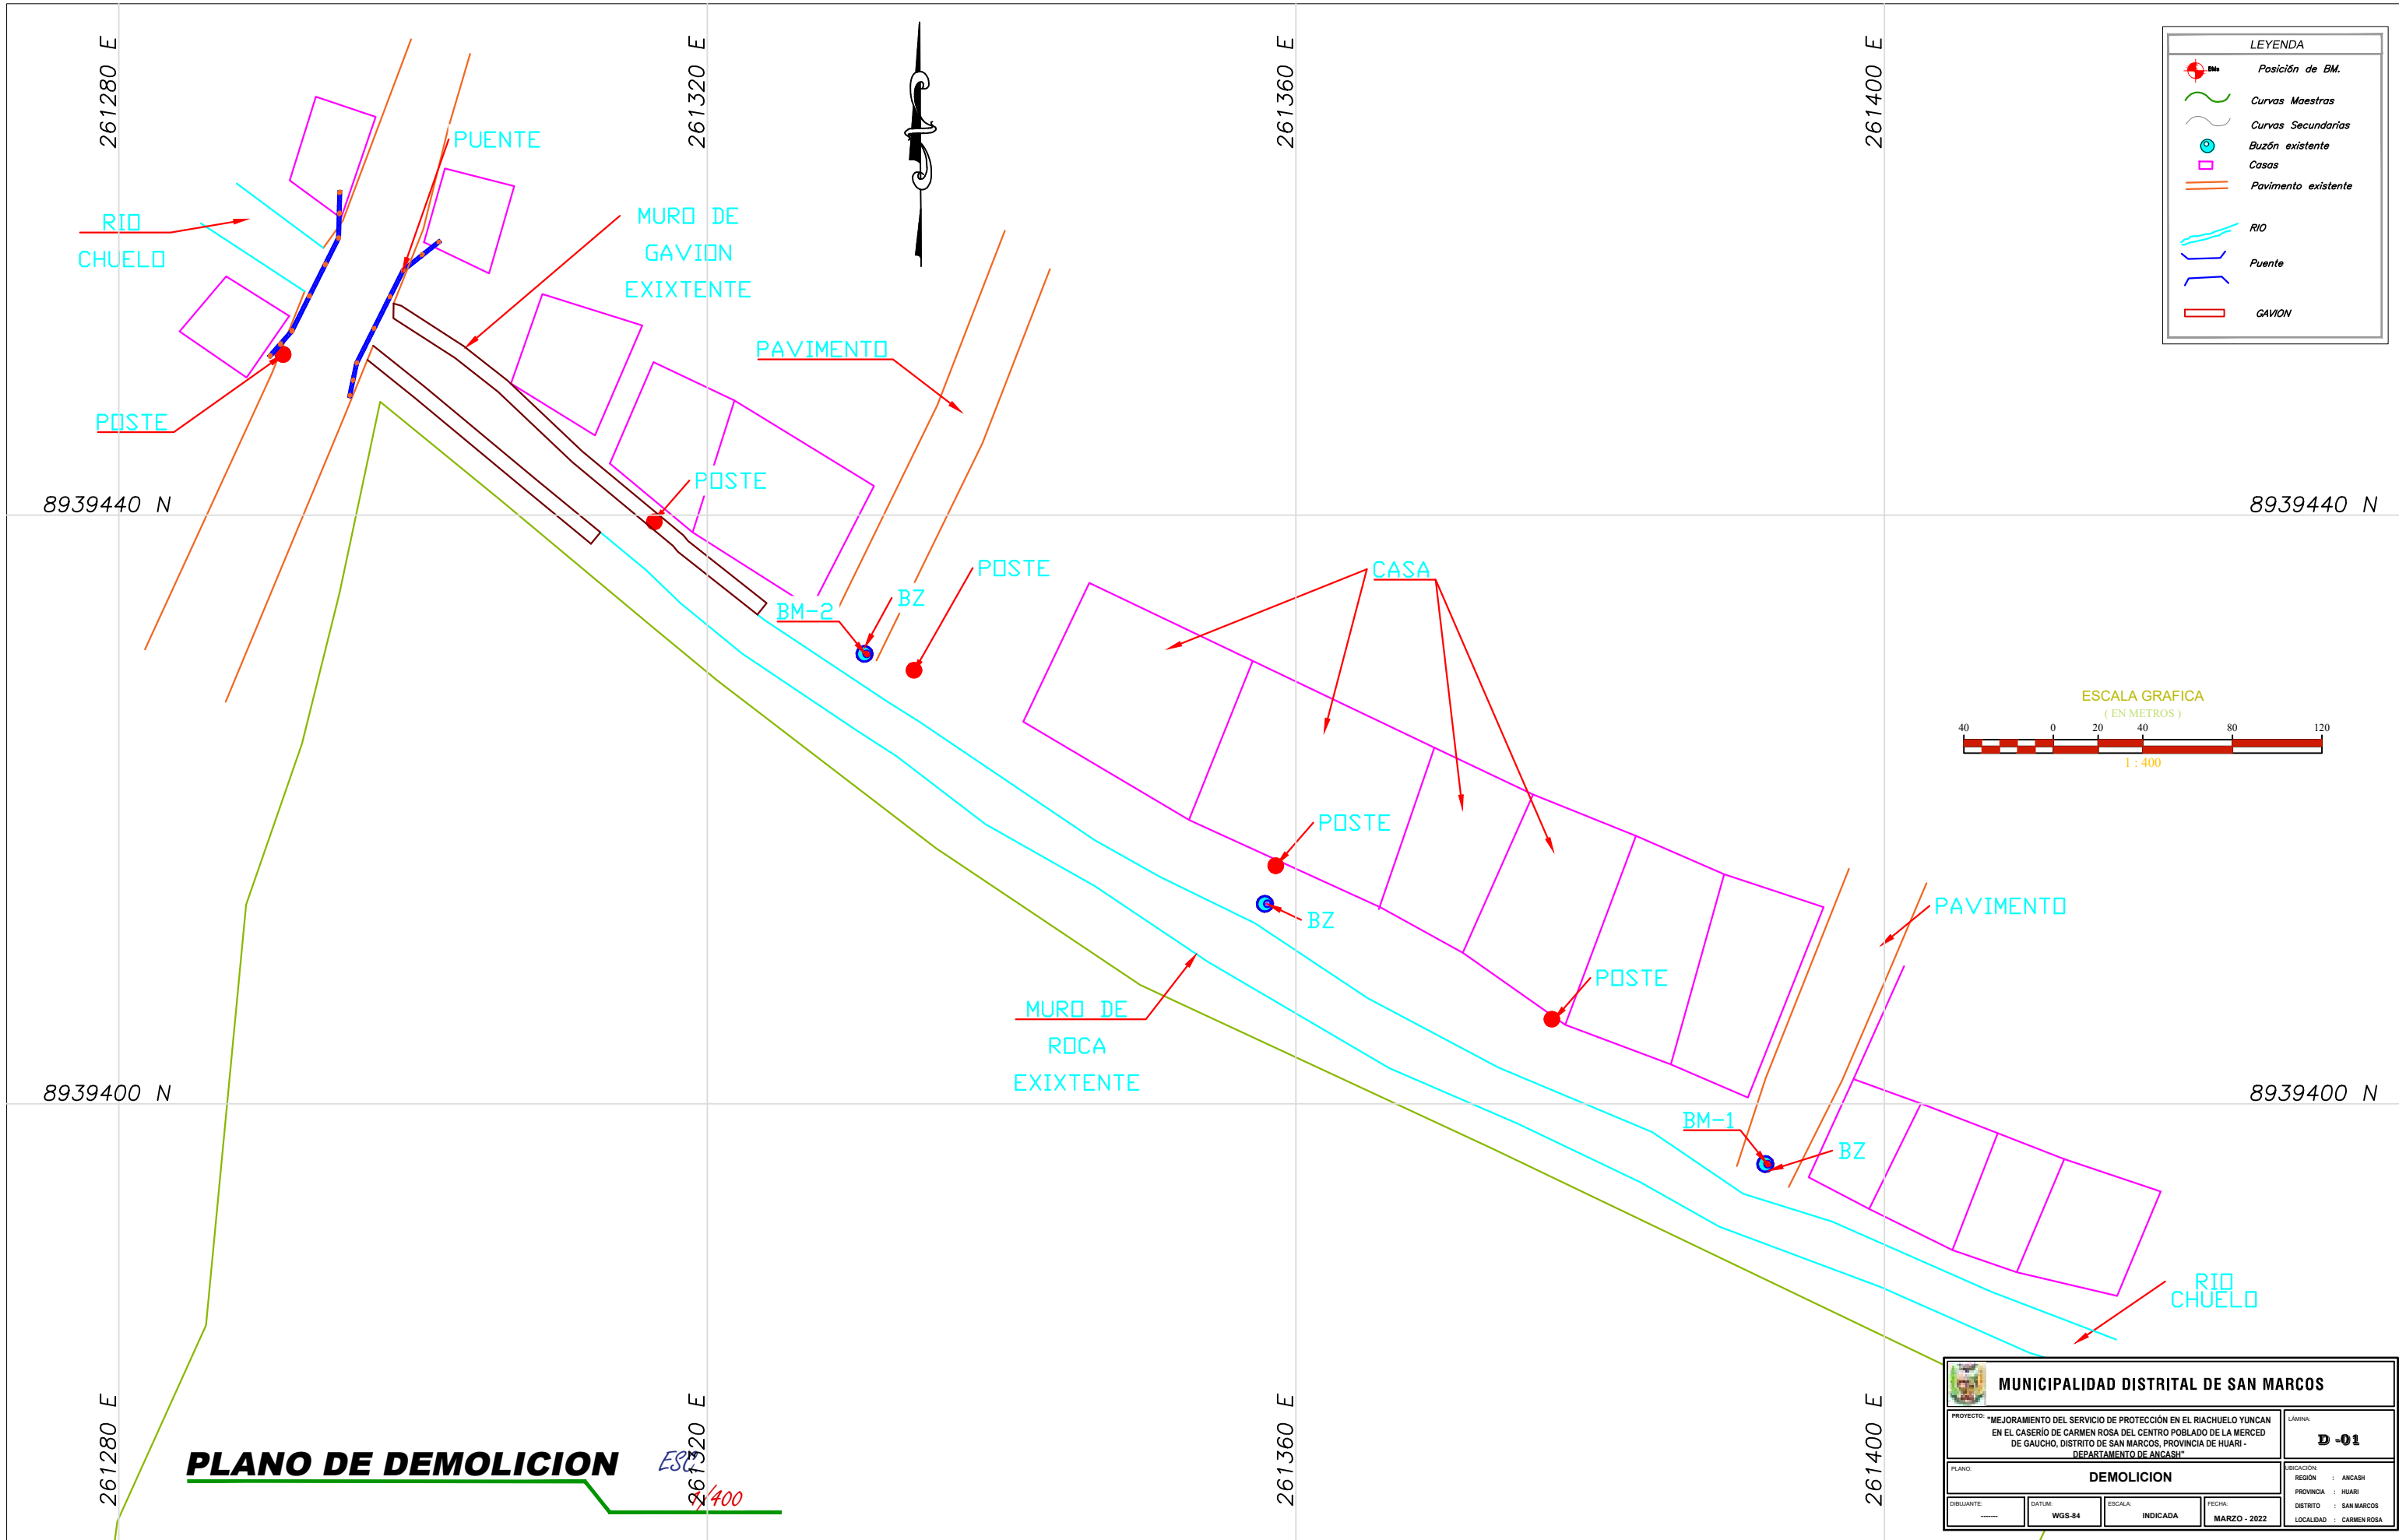 261280 E
261320 E
261360 E
261400 E
LEYENDA
BMs
Posición de BM.
Curvas Maestras
Curvas Secundarias
Buzón existente
Casas
Pavimento existente
RIO
Puente
GAVION
PUENTE
RIO
CHUELO
MURO DE
GAVION
EXIXTENTE
PAVIMENTO
POSTE
POSTE
8939440 N
8939440 N
POSTE
BM-2
BZ
CASA
ESCALA GRAFICA
( EN METROS )
40 0 20 40 80 120
1 : 400
POSTE
BZ
PAVIMENTO
POSTE
MURO DE
ROCA
EXIXTENTE
8939400 N
8939400 N
BM-1
BZ
RIO
CHUELO
261280 E
261320 E
261360 E
261400 E
PLANO DE DEMOLICION
ESC
1/400
MUNICIPALIDAD DISTRITAL DE SAN MARCOS
PROYECTO: "MEJORAMIENTO DEL SERVICIO DE PROTECCIÓN EN EL RIACHUELO YUNCAN
EN EL CASERÍO DE CARMEN ROSA DEL CENTRO POBLADO DE LA MERCED
DE GAUCHO, DISTRITO DE SAN MARCOS, PROVINCIA DE HUARI -
DEPARTAMENTO DE ANCASH"
LÁMINA:
D -01
PLANO:
DEMOLICION
UBICACIÓN:
REGIÓN : ANCASH
PROVINCIA : HUARI
DISTRITO : SAN MARCOS
LOCALIDAD : CARMEN ROSA
DIBUJANTE:
-------
DATUM:
WGS-84
ESCALA:
INDICADA
FECHA:
MARZO - 2022